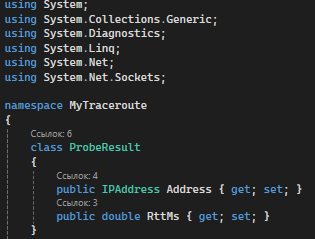 using System;
using System.Collections.Generic;
using System.Diagnostics;
using System.Linq;
using System.Net;
using System.Net.Sockets;
namespace MyTraceroute
{
Ссылок: 6
class ProbeResult
{
Ссылок: 4
public IPAddress Address { get; set; }
Ссылок: 3
public double RttMs { get; set; }
}